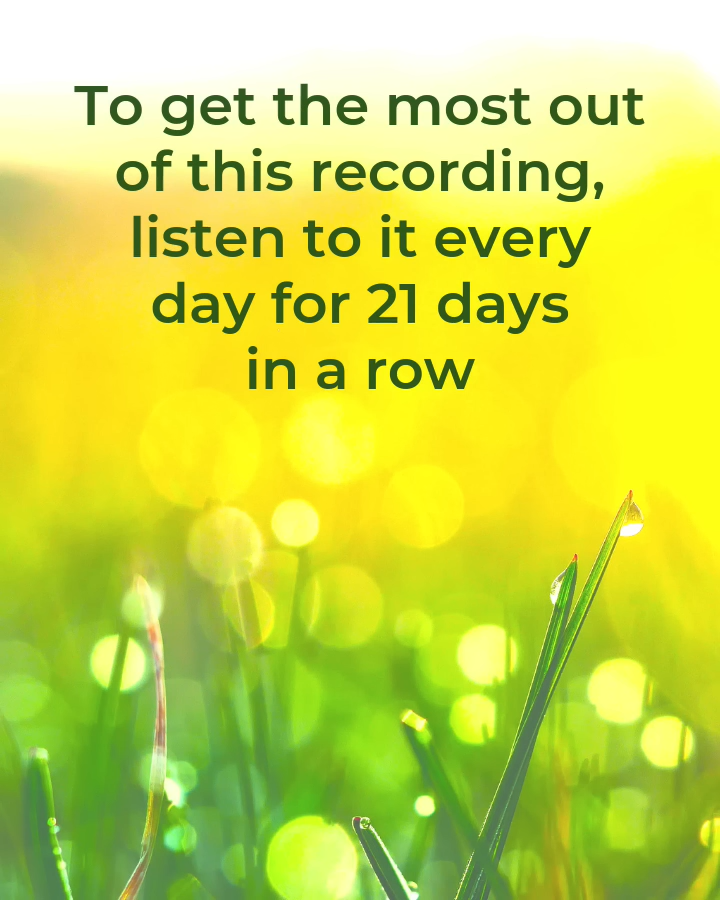 To get the most out
of this recording,
listen to it every
day for 21 days
in a row